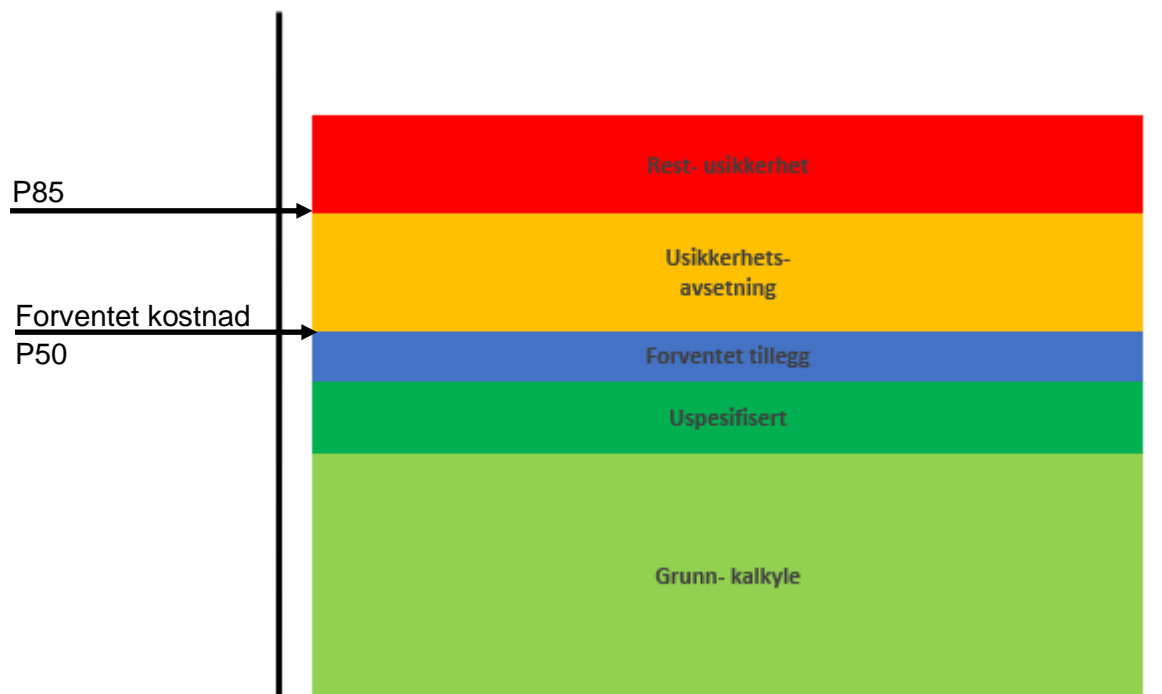 Rest- usikkerhet
P85
Usikkerhets-
avsetning
Forventet kostnad
P50
Forventet tillegg
Uspesifisert
Grunn- kalkyle